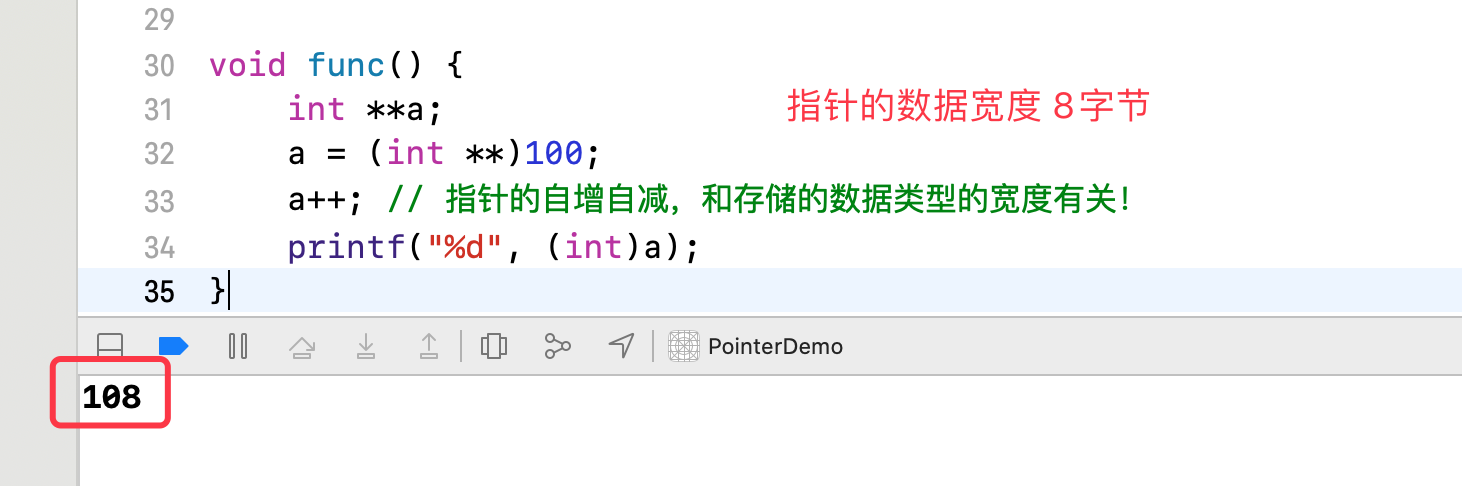 29
30 void func() {
31 int **a; 指针的数据宽度 8字节
32 a = (int **)100;
33 a++; // 指针的自增自减，和存储的数据类型的宽度有关！
34 printf("%d", (int)a);
35 }
PointerDemo
108